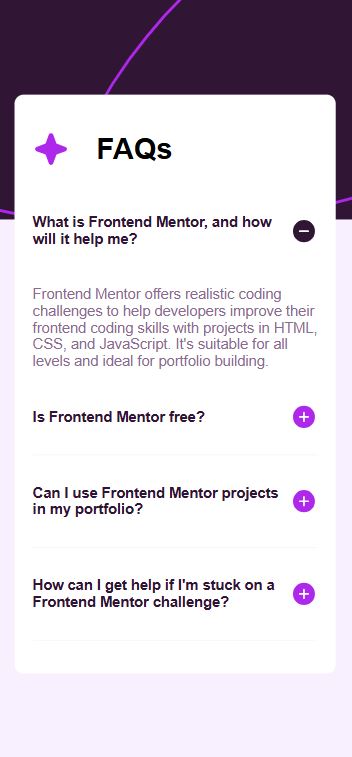 FAQs
What is Frontend Mentor, and how
will it help me?
Frontend Mentor offers realistic coding
challenges to help developers improve their
frontend coding skills with projects in HTML,
CSS, and JavaScript. It's suitable for all
levels and ideal for portfolio building.
Is Frontend Mentor free?
Can I use Frontend Mentor projects
in my portfolio?
How can I get help if I'm stuck on a
Frontend Mentor challenge?